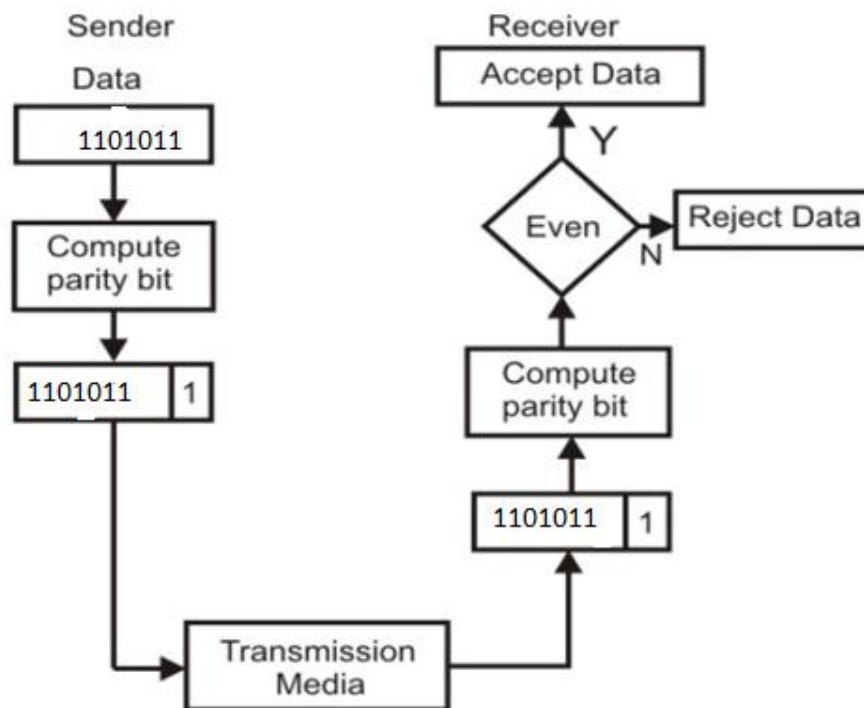 Sender
Data
1101011
Compute
parity bit
1101011 1
Transmission
Media
Receiver
Accept Data
Y
Even
N
Reject Data
Compute
parity bit
1101011 1